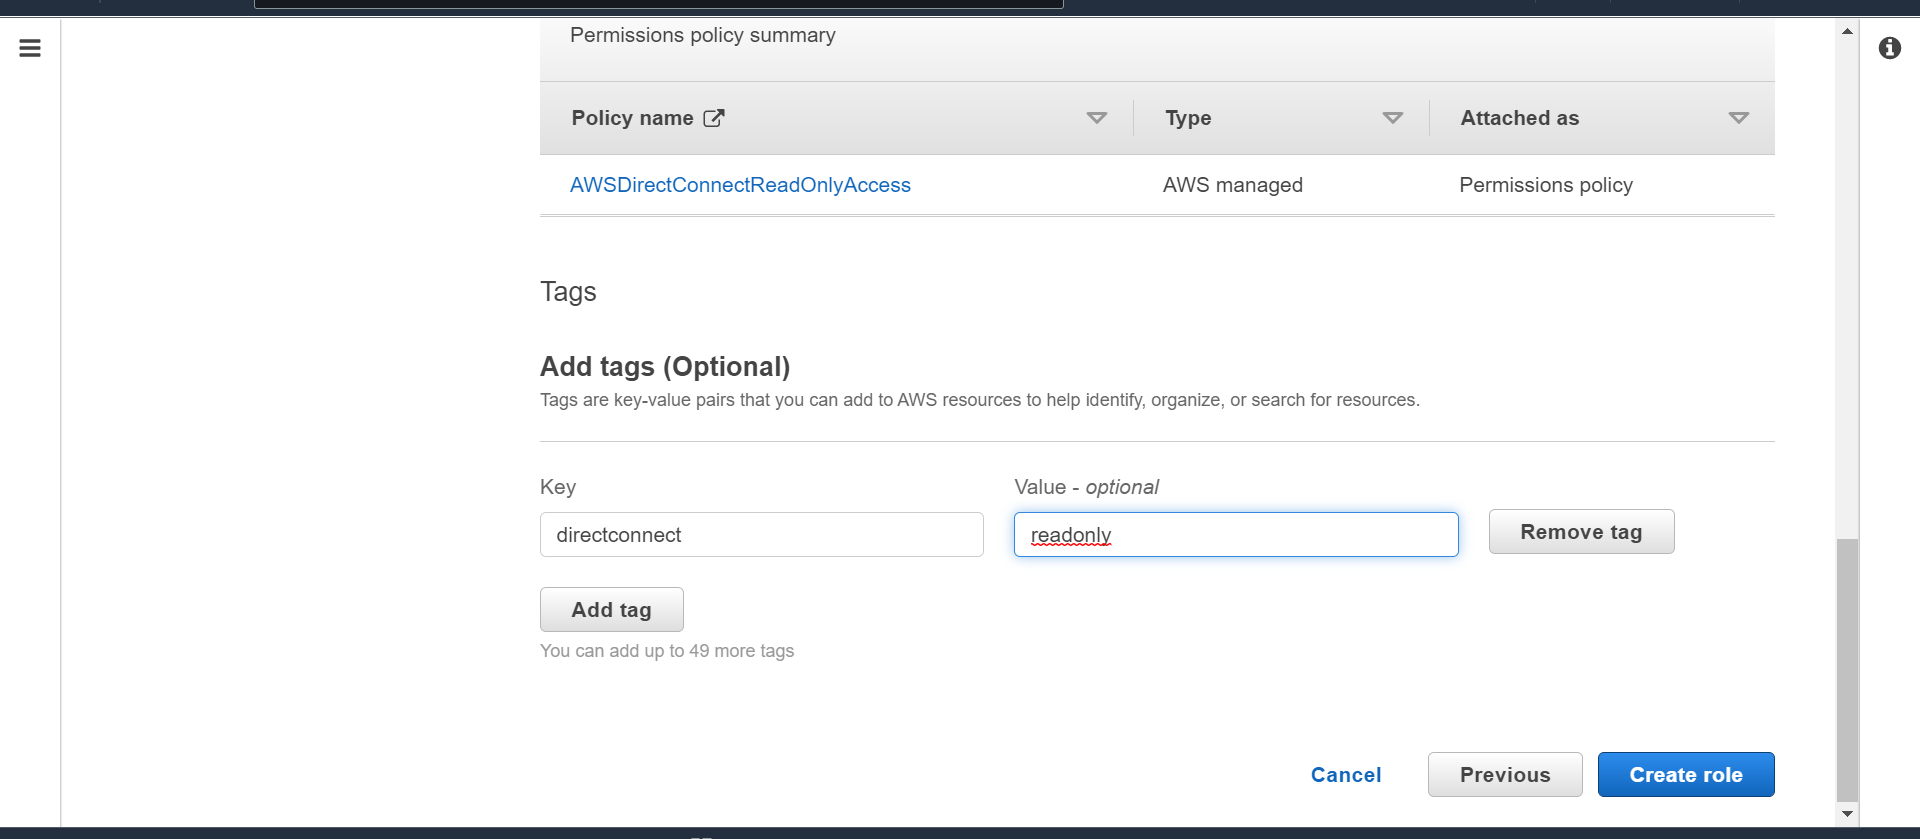 Permissions policy summary
Policy name Type Attached as
AWSDirectConnectReadOnlyAccess AWS managed Permissions policy
Tags
Add tags (Optional)
Tags are key-value pairs that you can add to AWS resources to help identify, organize, or search for resources.
Key Value - optional
directconnect readonly Remove tag
Add tag
You can add up to 49 more tags
Cancel Previous Create role